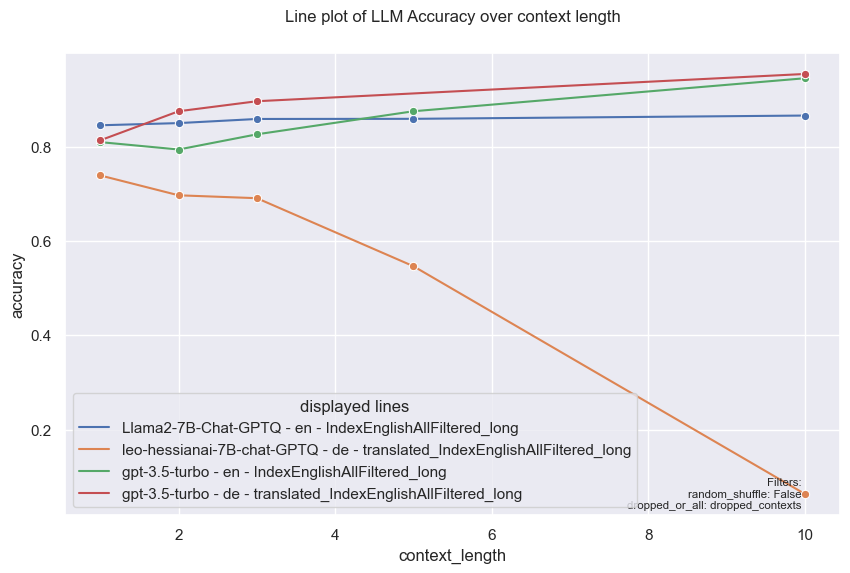 Line plot of LLM Accuracy over context length
accuracy
0.8
0.6
0.4
0.2
displayed lines
Llama2-7B-Chat-GPTQ - en - IndexEnglishAllFiltered_long
leo-hessianai-7B-chat-GPTQ - de - translated_IndexEnglishAllFiltered_long
gpt-3.5-turbo - en - IndexEnglishAllFiltered_long
gpt-3.5-turbo - de - translated_IndexEnglishAllFiltered_long
Filters:
random_shuffle: False
dropped_or_all: dropped_contexts
2 4 6 8 10
context_length